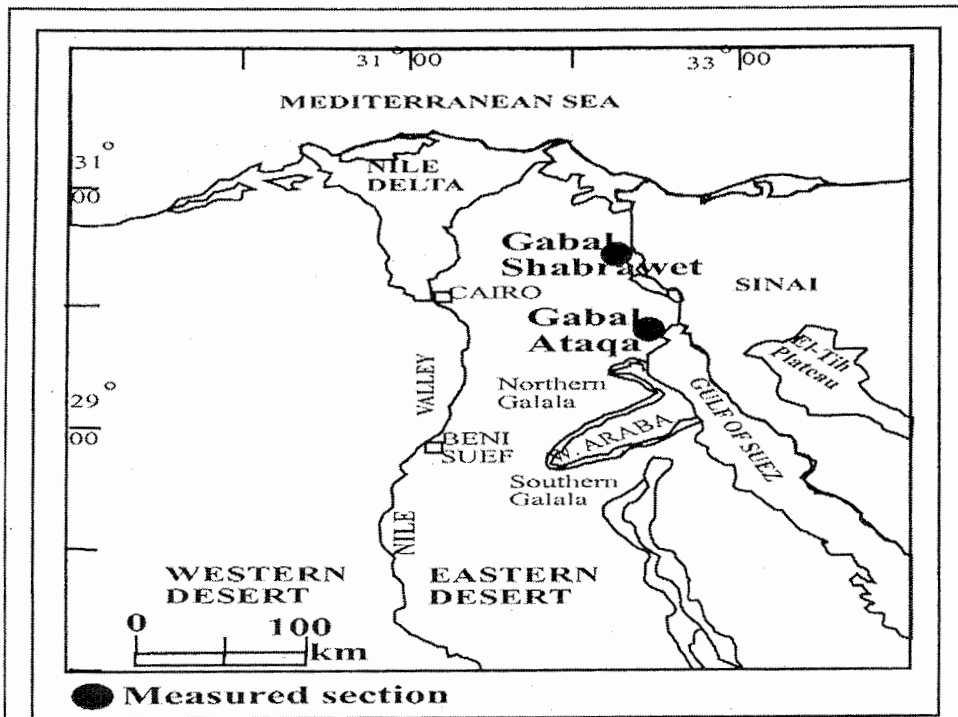 31° 00
33° 00
MEDITERRANEAN SEA
31°
00
NILE
DELTA
Gabal
Shabrawet
SINAI
CAIRO
Gabal
Ataqa
El-Tih
Plateau
Northern
Galala
29°
00
VALLEY
GULF OF SUEZ
W. ARABA
BENI
SUEF
Southern
Galala
NILE
WESTERN
DESERT
EASTERN
DESERT
0 100
km
Measured section